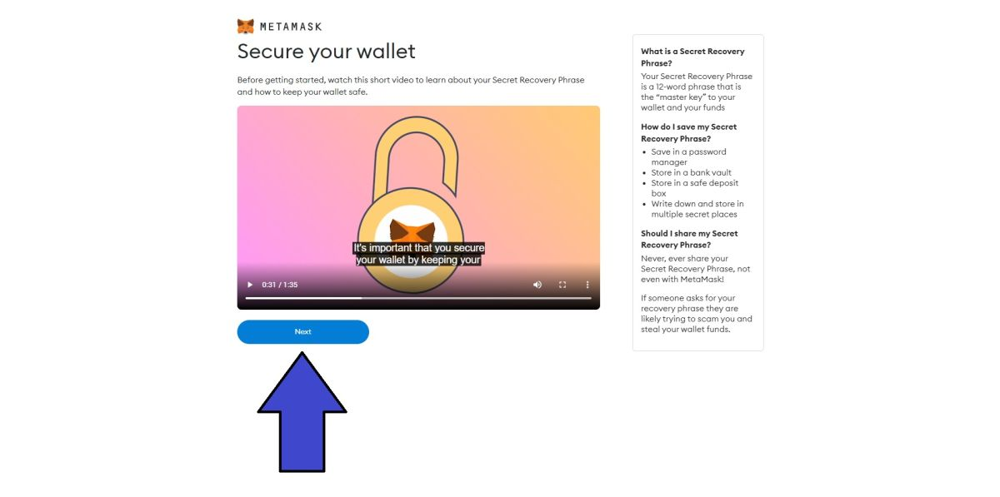 METAMASK
Secure your wallet
Before getting started, watch this short video to learn about your Secret Recovery Phrase
and how to keep your wallet safe.
It's important that you secure
your wallet by keeping your
0:31 / 1:35
Next
What is a Secret Recovery
Phrase?
Your Secret Recovery Phrase
is a 12-word phrase that is
the “master key” to your
wallet and your funds
How do I save my Secret
Recovery Phrase?
• Save in a password
manager
• Store in a bank vault
• Store in a safe deposit
box
• Write down and store in
multiple secret places
Should I share my Secret
Recovery Phrase?
Never, ever share your
Secret Recovery Phrase, not
even with MetaMask!
If someone asks for your
recovery phrase they are
likely trying to scam you and
steal your wallet funds.